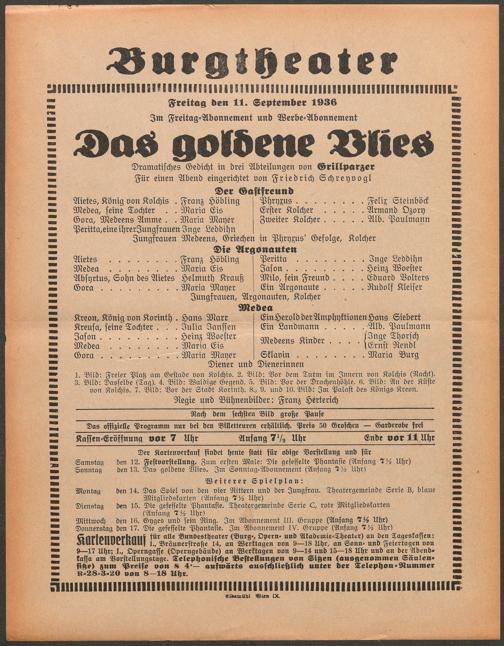 Burgtheater
Freitag den 11. September 1936
Im Freitag-Abonnement und Werbe-Abonnement
Das goldene Vlies
Dramatisches Gedicht in drei Abteilungen von Grillparzer
Für einen Abend eingerichtet von Friedrich Schreyvogl
Der Gastfreund
Aietes, König von Kolchis . Franz Höbling
Medea, seine Tochter . . Maria Eis
Gora, Medeens Amme . . Maria Mayer
Peritta, eine ihrer Jungfrauen Inge Leddihn
Phryxus . . . . . . . Felix Steinböck
Erster Kolcher . . . . . Armand Ozory
Zweiter Kolcher . . . . . Alb. Paulmann
Jungfrauen Medeens, Griechen in Phryxus' Gefolge, Kolcher
Die Argonauten
Aietes . . . . . . . Franz Höbling
Medea . . . . . . . Maria Eis
Absyrtus, Sohn des Aietes Helmuth Krauß
Gora . . . . . . . Maria Mayer
Peritta . . . . . . . Inge Leddihn
Jason . . . . . . . Heinz Woester
Milo, sein Freund . . . . Eduard Volters
Ein Argonaute . . . . . Rudolf Kleiser
Jungfrauen, Argonauten, Kolcher
Medea
Kreon, König von Korinth . Hans Marr
Kreusa, seine Tochter . . Julia Janssen
Jason . . . . . . . Heinz Woester
Medea . . . . . . . Maria Eis
Gora . . . . . . . Maria Mayer
Ein Herold der Amphyktionen Hans Siebert
Ein Landmann . . . . . Alb. Paulmann
Medeens Kinder . . . . Inge Thorsch
Ernst Rendl
Sklavin . . . . . . . Maria Burg
Diener und Dienerinnen
1. Bild: Freier Platz am Gestade von Kolchis. 2. Bild: Vor dem Turm im Innern von Kolchis (Nacht).
3. Bild: Dasselbe (Tag). 4. Bild: Waldige Gegend. 5. Bild: Vor der Drachenhöhle. 6. Bild: An der Küste
von Kolchis. 7. Bild: Vor der Stadt Korinth. 8., 9. und 10. Bild: Im Palast des Königs Kreon.
Regie und Bühnenbilder: Franz Herterich
Nach dem sechsten Bild große Pause
Das offizielle Programm nur bei den Billetteuren erhältlich. Preis 50 Groschen — Garderobe frei
Kassen-Eröffnung vor 7 Uhr Anfang 7½ Uhr Ende vor 11 Uhr
Der Kartenverkauf findet heute statt für obige Vorstellung und für
Samstag den 12. Festvorstellung. Zum ersten Male: Die gefesselte Phantasie (Anfang 7½ Uhr)
Sonntag den 13. Das goldene Vlies. Im Sonntag-Abonnement (Anfang 7½ Uhr)
Weiterer Spielplan:
Montag den 14. Das Spiel von den vier Rittern und der Jungfrau. Theatergemeinde Serie B, blaue
Mitgliedskarten (Anfang 7½ Uhr)
Dienstag den 15. Die gefesselte Phantasie. Theatergemeinde Serie C, rote Mitgliedskarten
(Anfang 7½ Uhr)
Mittwoch den 16. Gyges und sein Ring. Im Abonnement III. Gruppe (Anfang 7½ Uhr)
Donnerstag den 17. Die gefesselte Phantasie. Im Abonnement IV. Gruppe (Anfang 7½ Uhr)
Kartenverkauf für alle Bundestheater (Burg-, Opern- und Akademie-Theater) an den Tageskassen:
I., Bräunerstraße 14, an Werktagen von 9—18 Uhr, an Sonn- und Feiertagen von
9—17 Uhr; I., Operngasse (Operngebäude) an Werktagen von 9—14 und 15—18 Uhr und an der Abend-
kassa am Vorstellungstage. Telephonische Bestellungen von Sitzen (ausgenommen Säulen-
sitze) zum Preise von S 4·— aufwärts ausschließlich unter der Telephon-Nummer
R-28-3-20 von 8—18 Uhr.
Elbemühl Wien IX.